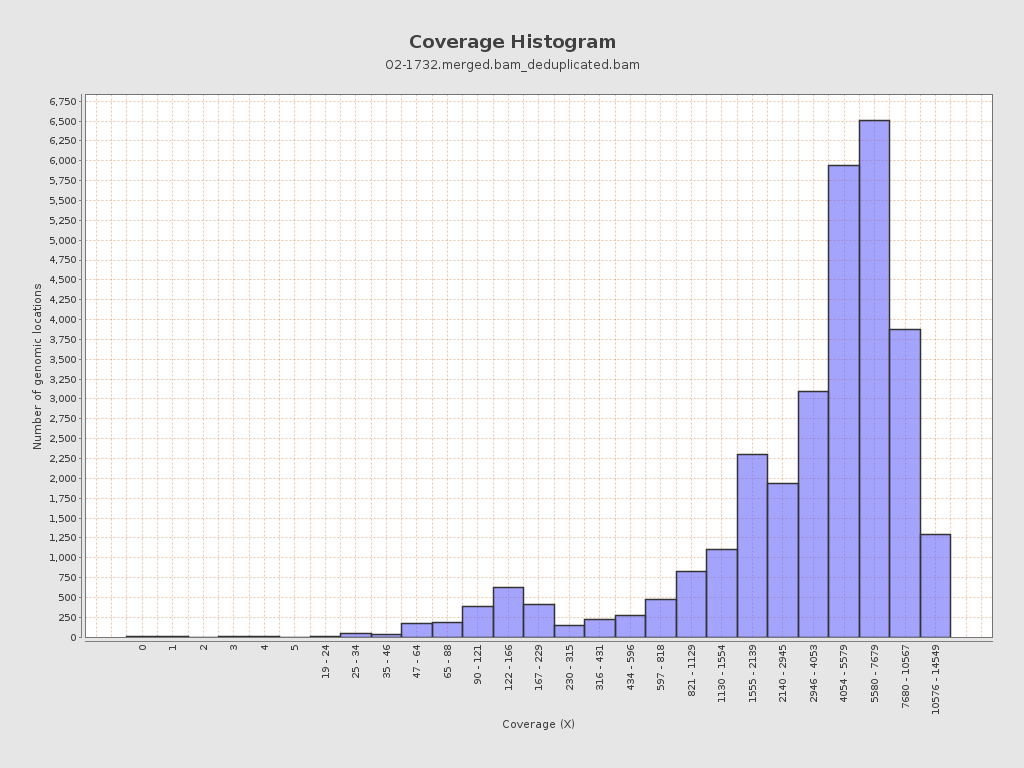 Coverage Histogram
02-1732.merged.bam_deduplicated.bam
6,750
6,500
6,250
6,000
5,750
5,500
5,250
5,000
4,750
4,500
4,250
4,000
3,750
3,500
3,250
3,000
2,750
2,500
2,250
2,000
1,750
1,500
1,250
1,000
750
500
250
0
Number of genomic locations
0
1
2
3
4
5
19 - 24
25 - 34
35 - 46
47 - 64
65 - 88
90 - 121
122 - 166
167 - 229
230 - 315
316 - 431
434 - 596
597 - 818
821 - 1129
1130 - 1554
1555 - 2139
2140 - 2945
2946 - 4053
4054 - 5579
5580 - 7679
7680 - 10567
10576 - 14549
Coverage (X)